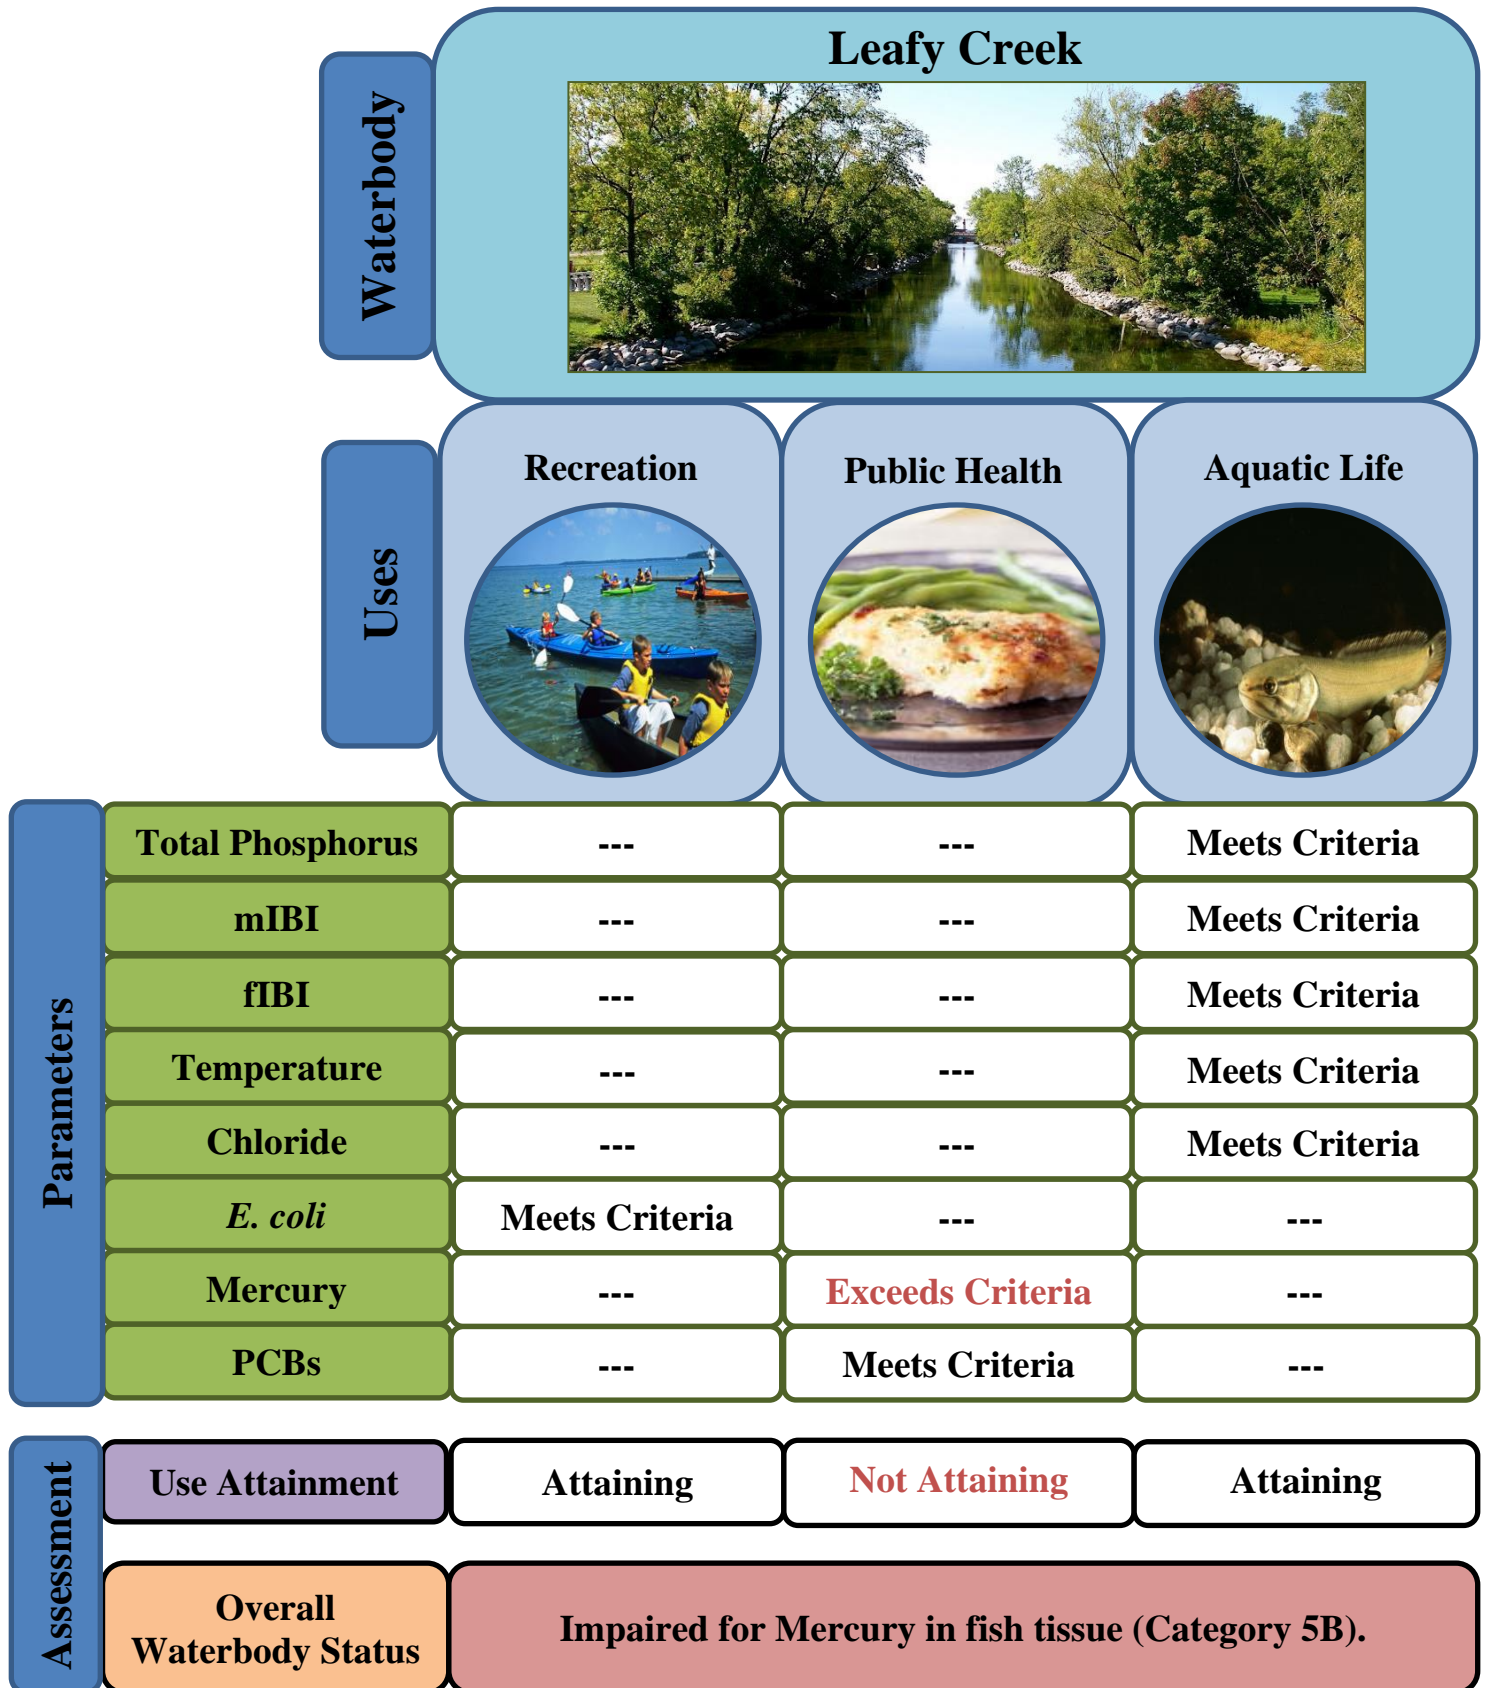 Leafy Creek
Waterbody
Uses
Recreation
Public Health
Aquatic Life
Parameters
Total Phosphorus --- --- Meets Criteria
mIBI --- --- Meets Criteria
fIBI --- --- Meets Criteria
Temperature --- --- Meets Criteria
Chloride --- --- Meets Criteria
E. coli Meets Criteria --- ---
Mercury --- Exceeds Criteria ---
PCBs --- Meets Criteria ---
Assessment
Use Attainment Attaining Not Attaining Attaining
Overall
Waterbody Status
Impaired for Mercury in fish tissue (Category 5B).